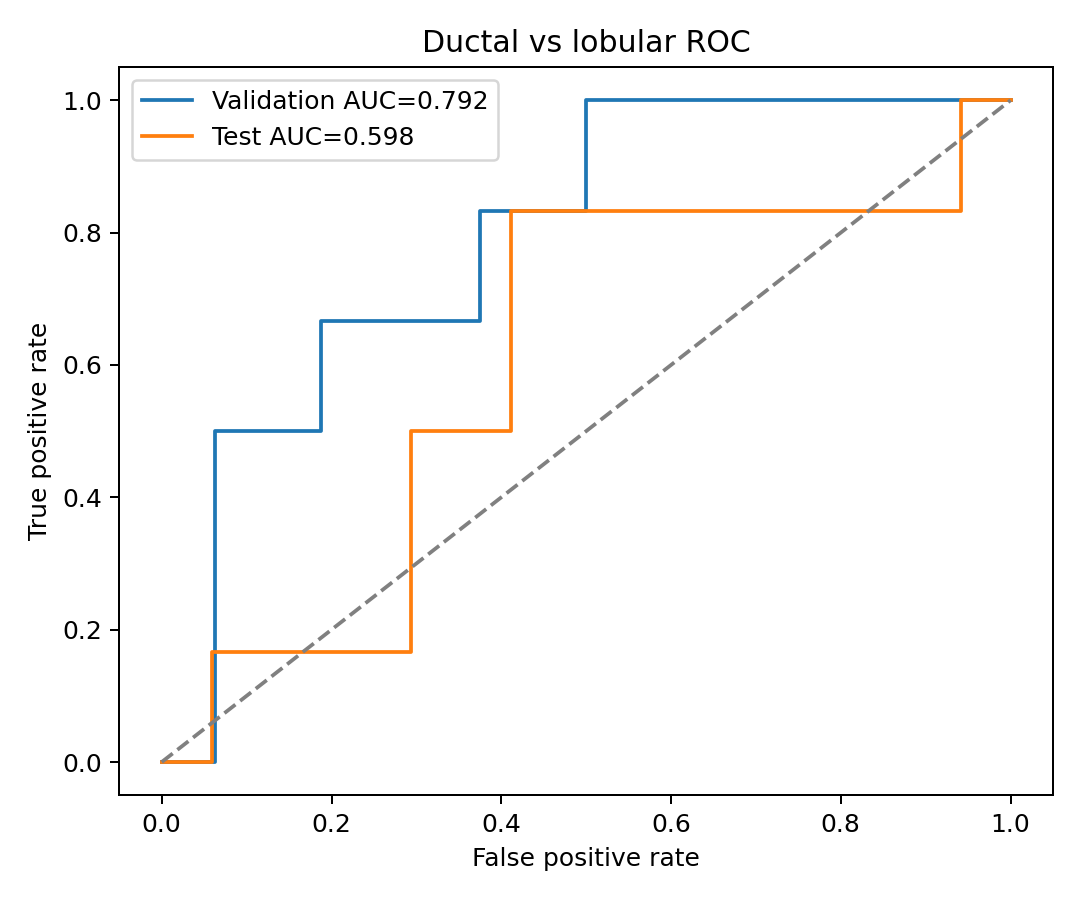 Ductal vs lobular ROC
Validation AUC=0.792
Test AUC=0.598
True positive rate
1.0
0.8
0.6
0.4
0.2
0.0
0.0 0.2 0.4 0.6 0.8 1.0
False positive rate